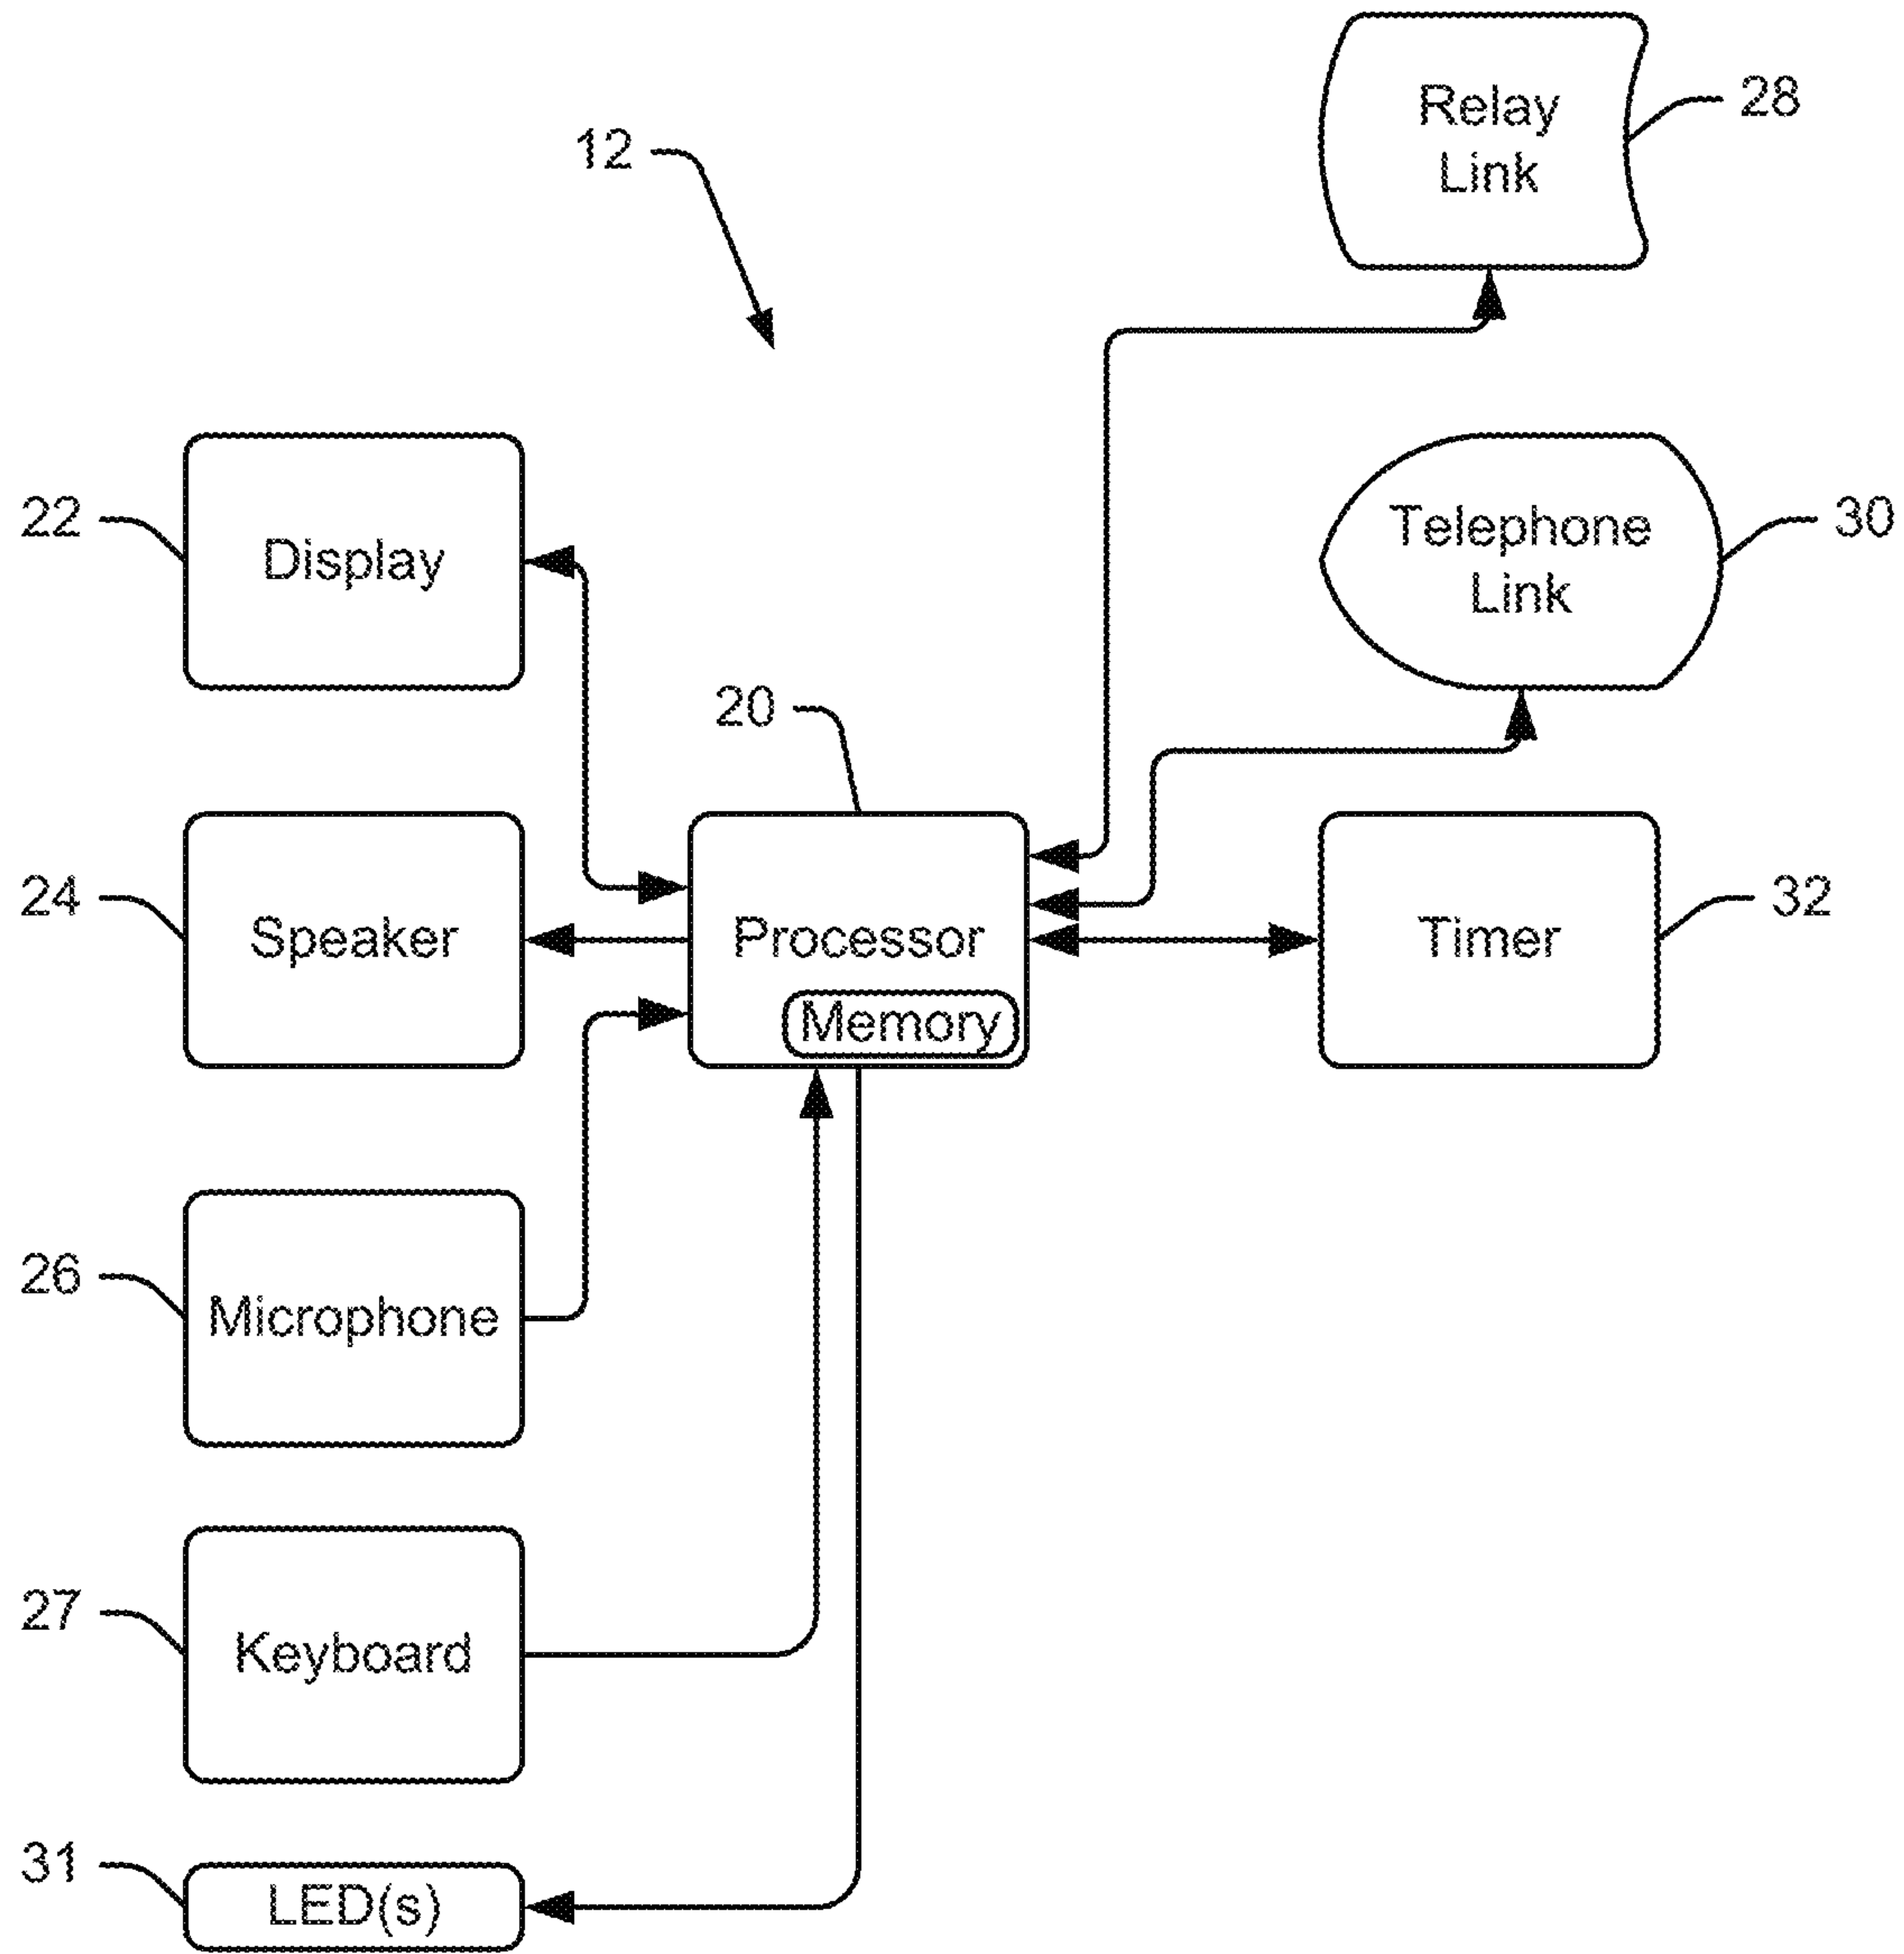 Relay
Link
28
12
22
Display
Telephone
Link
30
20
24
Speaker
Processor
Memory
Timer
32
26
Microphone
27
Keyboard
31
LED(s)